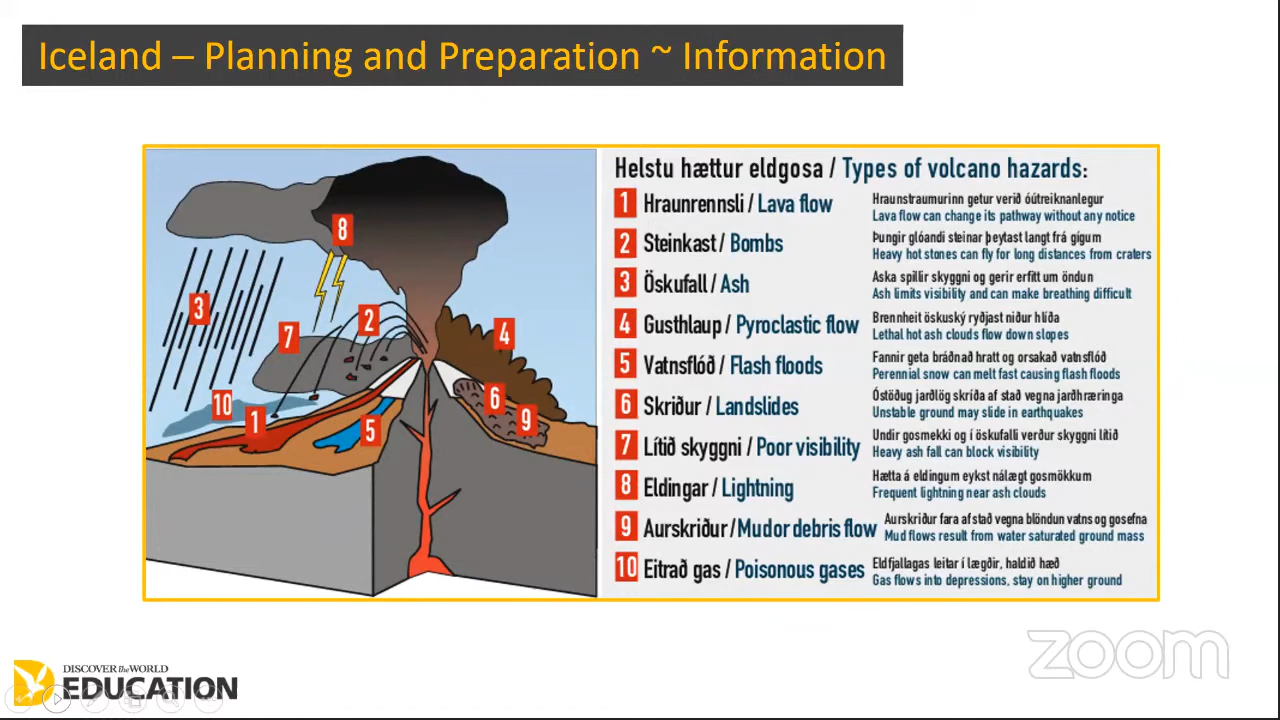 Iceland – Planning and Preparation ~ Information
8
3
7
2
4
10
1
5
6
9
Helstu hættur eldgosa / Types of volcano hazards:
1 Hraunrennsli / Lava flow
Hraunstraumurinn getur verið óútreiknanlegur
Lava flow can change its pathway without any notice
2 Steinkast / Bombs
Þungir glóandi steinar þeytast langt frá gígum
Heavy hot stones can fly for long distances from craters
3 Öskufall / Ash
Aska spillir skyggni og gerir erfitt um öndun
Ash limits visibility and can make breathing difficult
4 Gusthlaup / Pyroclastic flow
Brennheit öskuský ryðjast niður hlíða
Lethal hot ash clouds flow down slopes
5 Vatnsflóð / Flash floods
Fannir geta bráðnað hratt og orsakað vatnsflóð
Perennial snow can melt fast causing flash floods
6 Skriður / Landslides
Óstöðug jarðlög skríða af stað vegna jarðhræringa
Unstable ground may slide in earthquakes
7 Lítið skyggni / Poor visibility
Undir gosmekki og í öskufalli verður skyggni lítið
Heavy ash fall can block visibility
8 Eldingar / Lightning
Hætta á eldingum eykst nálægt gosmökkum
Frequent lightning near ash clouds
9 Aurskriður / Mudor debris flow
Aurskriður fara af stað vegna blöndun vatns og gosefna
Mud flows result from water saturated ground mass
10 Eitrað gas / Poisonous gases
Eldfjallagas leitar í lægðir, haldið hæð
Gas flows into depressions, stay on higher ground
zoom
DISCOVER the WORLD
EDUCATION